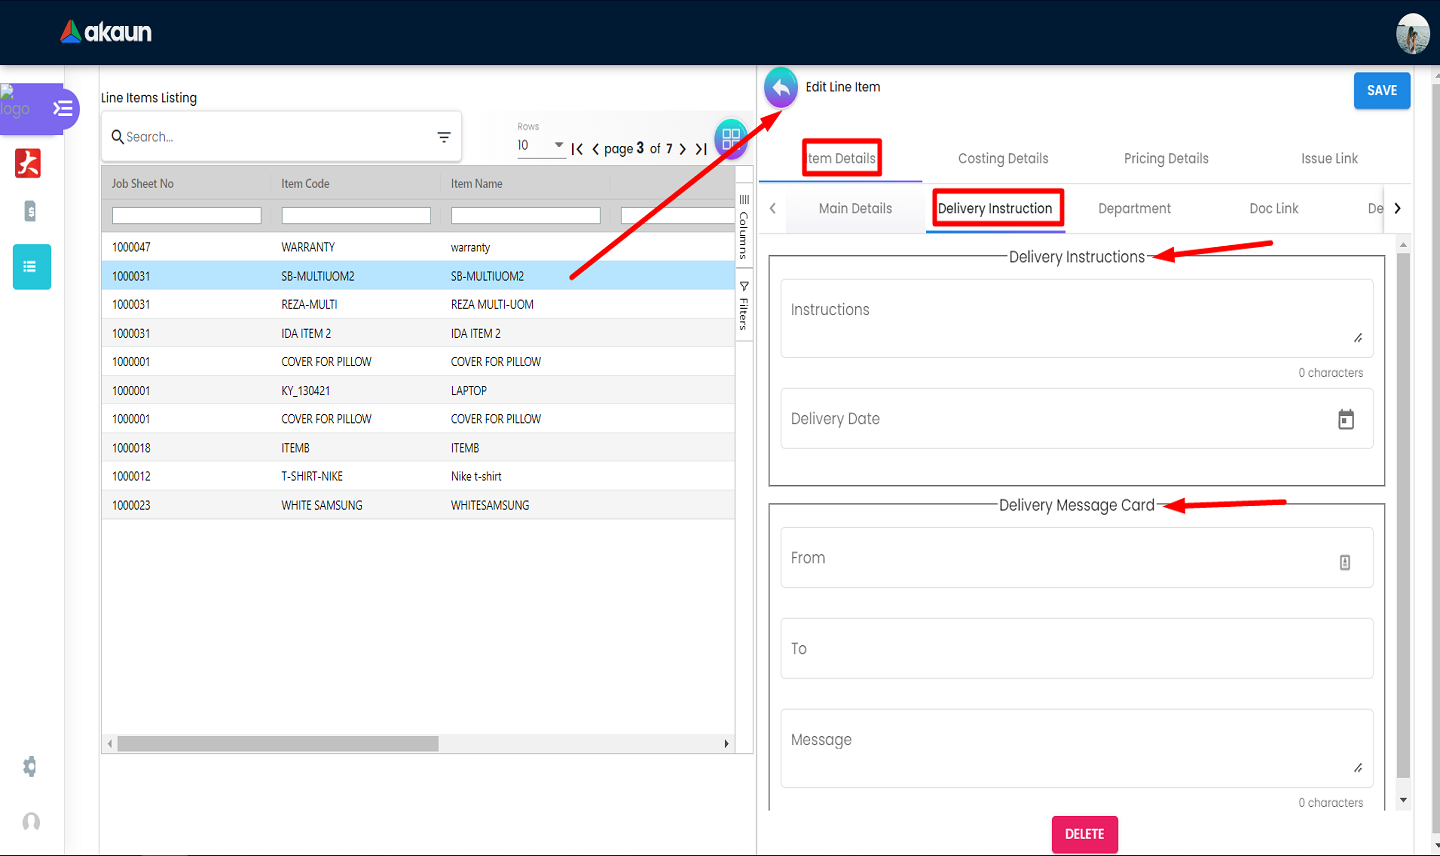 akaun
logo
Line Items Listing
Search...
Rows
10
page 3 of 7
Job Sheet No Item Code Item Name
1000047 WARRANTY warranty
1000031 SB-MULTIUOM2 SB-MULTIUOM2
1000031 REZA-MULTI REZA MULTI-UOM
1000031 IDA ITEM 2 IDA ITEM 2
1000001 COVER FOR PILLOW COVER FOR PILLOW
1000001 KY_130421 LAPTOP
1000001 COVER FOR PILLOW COVER FOR PILLOW
1000018 ITEMB ITEMB
1000012 T-SHIRT-NIKE Nike t-shirt
1000023 WHITE SAMSUNG WHITESAMSUNG
Columns
Filters
Edit Line Item
SAVE
Item Details Costing Details Pricing Details Issue Link
Main Details Delivery Instruction Department Doc Link De
Delivery Instructions
Instructions
0 characters
Delivery Date
Delivery Message Card
From
To
Message
0 characters
DELETE